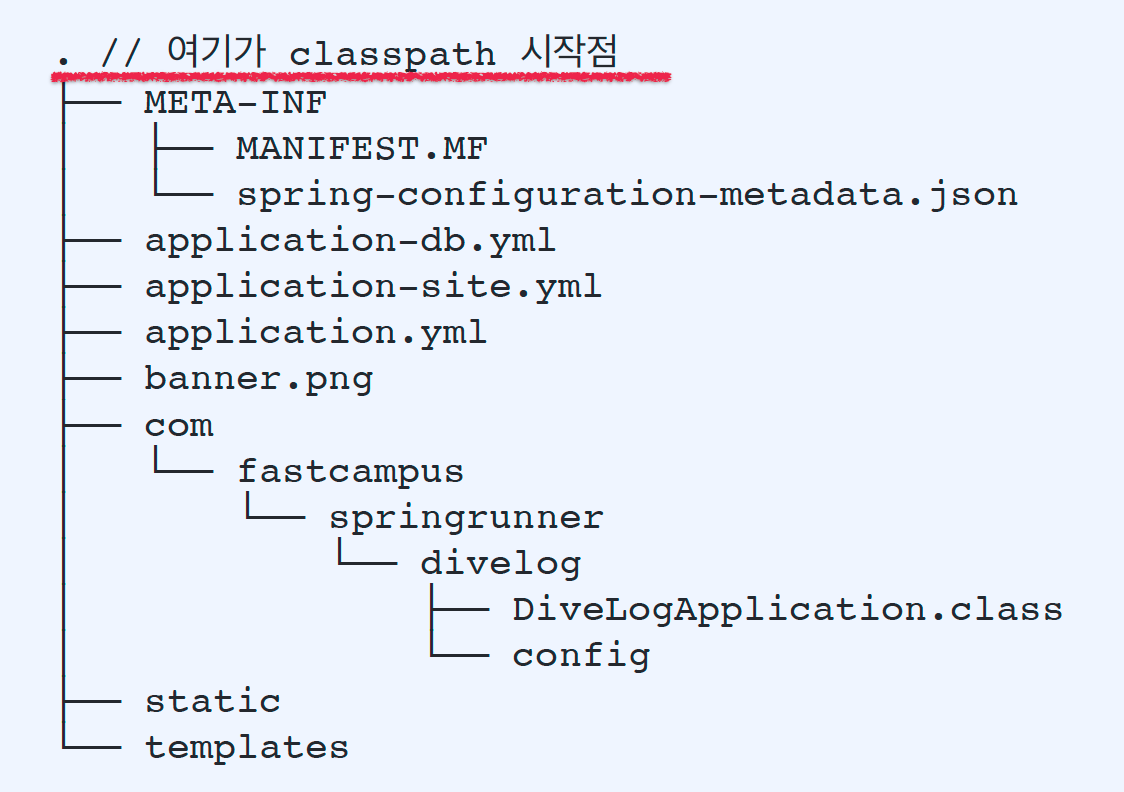 . // 여기가 classpath 시작점
├── META-INF
│   ├── MANIFEST.MF
│   └── spring-configuration-metadata.json
├── application-db.yml
├── application-site.yml
├── application.yml
├── banner.png
├── com
│   └── fastcampus
│       └── springrunner
│           └── divelog
│               ├── DiveLogApplication.class
│               └── config
├── static
└── templates